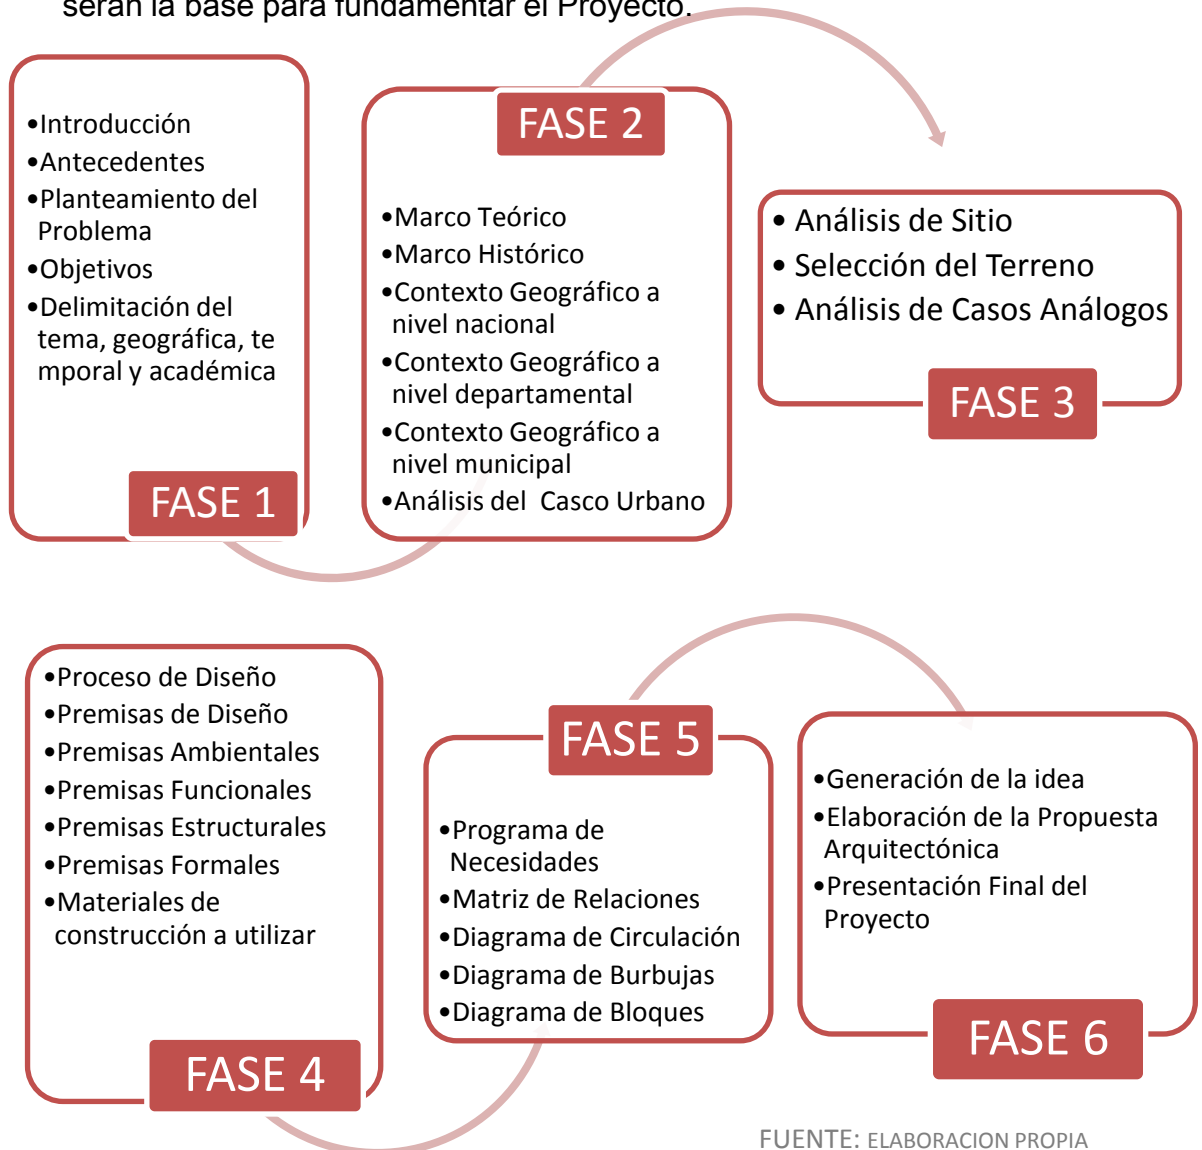 serán la base para fundamentar el Proyecto.
•Introducción
•Antecedentes
•Planteamiento del
Problema
•Objetivos
•Delimitación del
tema, geográfica, te
mporal y académica
FASE 1
FASE 2
•Marco Teórico
•Marco Histórico
•Contexto Geográfico a
nivel nacional
•Contexto Geográfico a
nivel departamental
•Contexto Geográfico a
nivel municipal
•Análisis del Casco Urbano
• Análisis de Sitio
• Selección del Terreno
• Análisis de Casos Análogos
FASE 3
•Proceso de Diseño
•Premisas de Diseño
•Premisas Ambientales
•Premisas Funcionales
•Premisas Estructurales
•Premisas Formales
•Materiales de
construcción a utilizar
FASE 4
FASE 5
•Programa de
Necesidades
•Matriz de Relaciones
•Diagrama de Circulación
•Diagrama de Burbujas
•Diagrama de Bloques
•Generación de la idea
•Elaboración de la Propuesta
Arquitectónica
•Presentación Final del
Proyecto
FASE 6
FUENTE: ELABORACION PROPIA